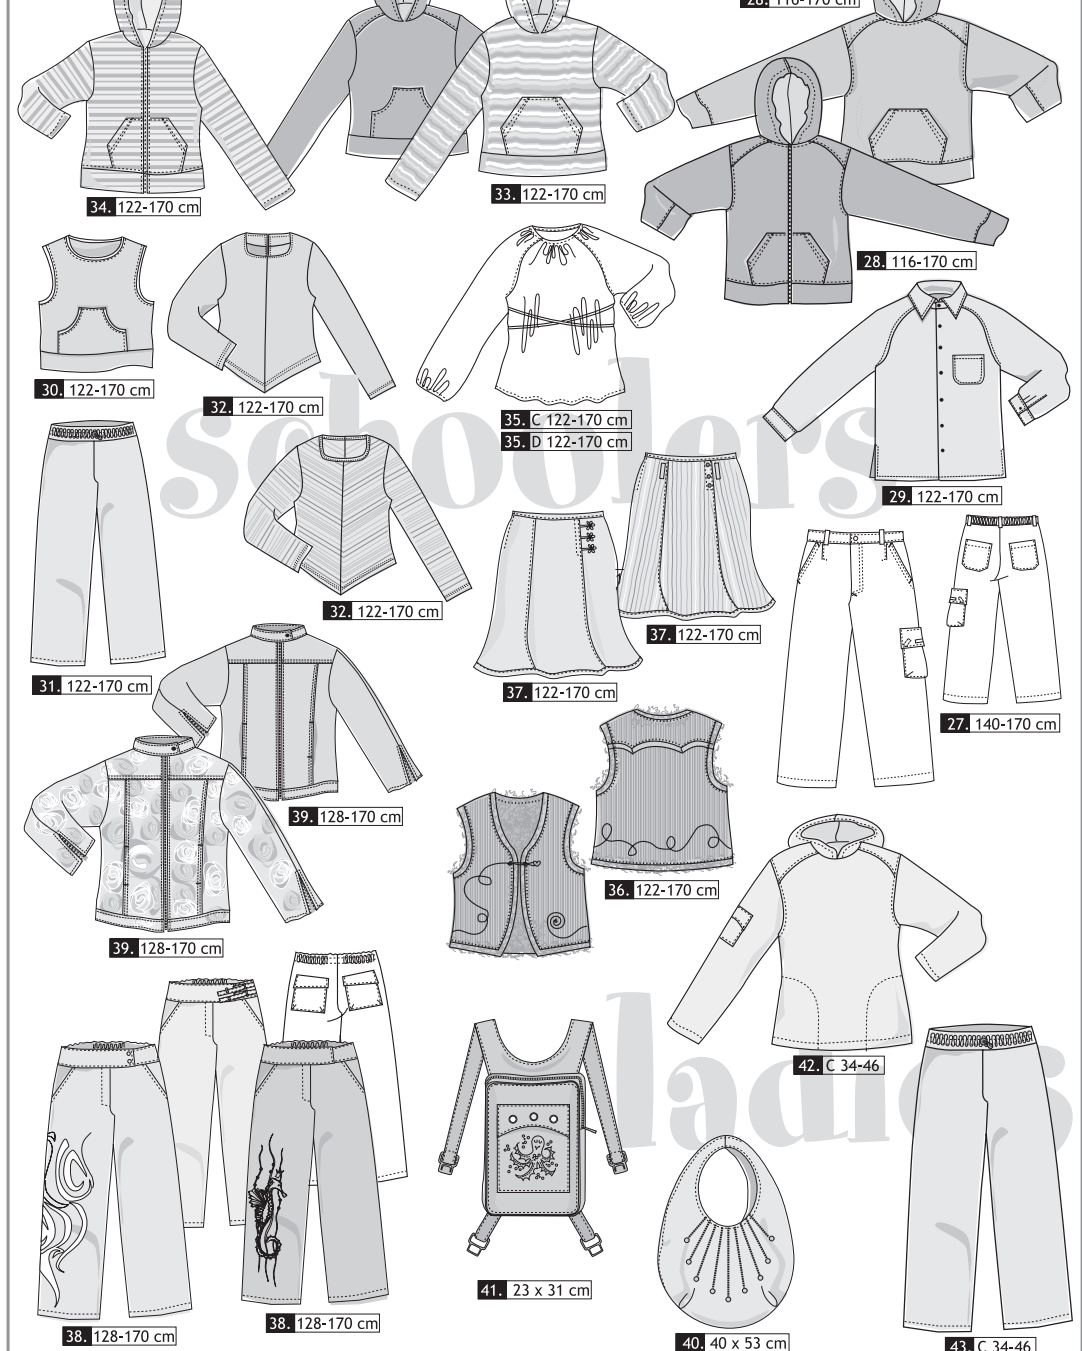 28. 116-170 cm
34. 122-170 cm
33. 122-170 cm
28. 116-170 cm
30. 122-170 cm
32. 122-170 cm
35. C 122-170 cm
35. D 122-170 cm
schoolers
29. 122-170 cm
32. 122-170 cm
37. 122-170 cm
31. 122-170 cm
37. 122-170 cm
27. 140-170 cm
39. 128-170 cm
36. 122-170 cm
39. 128-170 cm
42. C 34-46
ladies
41. 23 x 31 cm
38. 128-170 cm
38. 128-170 cm
40. 40 x 53 cm
43. C 34-46